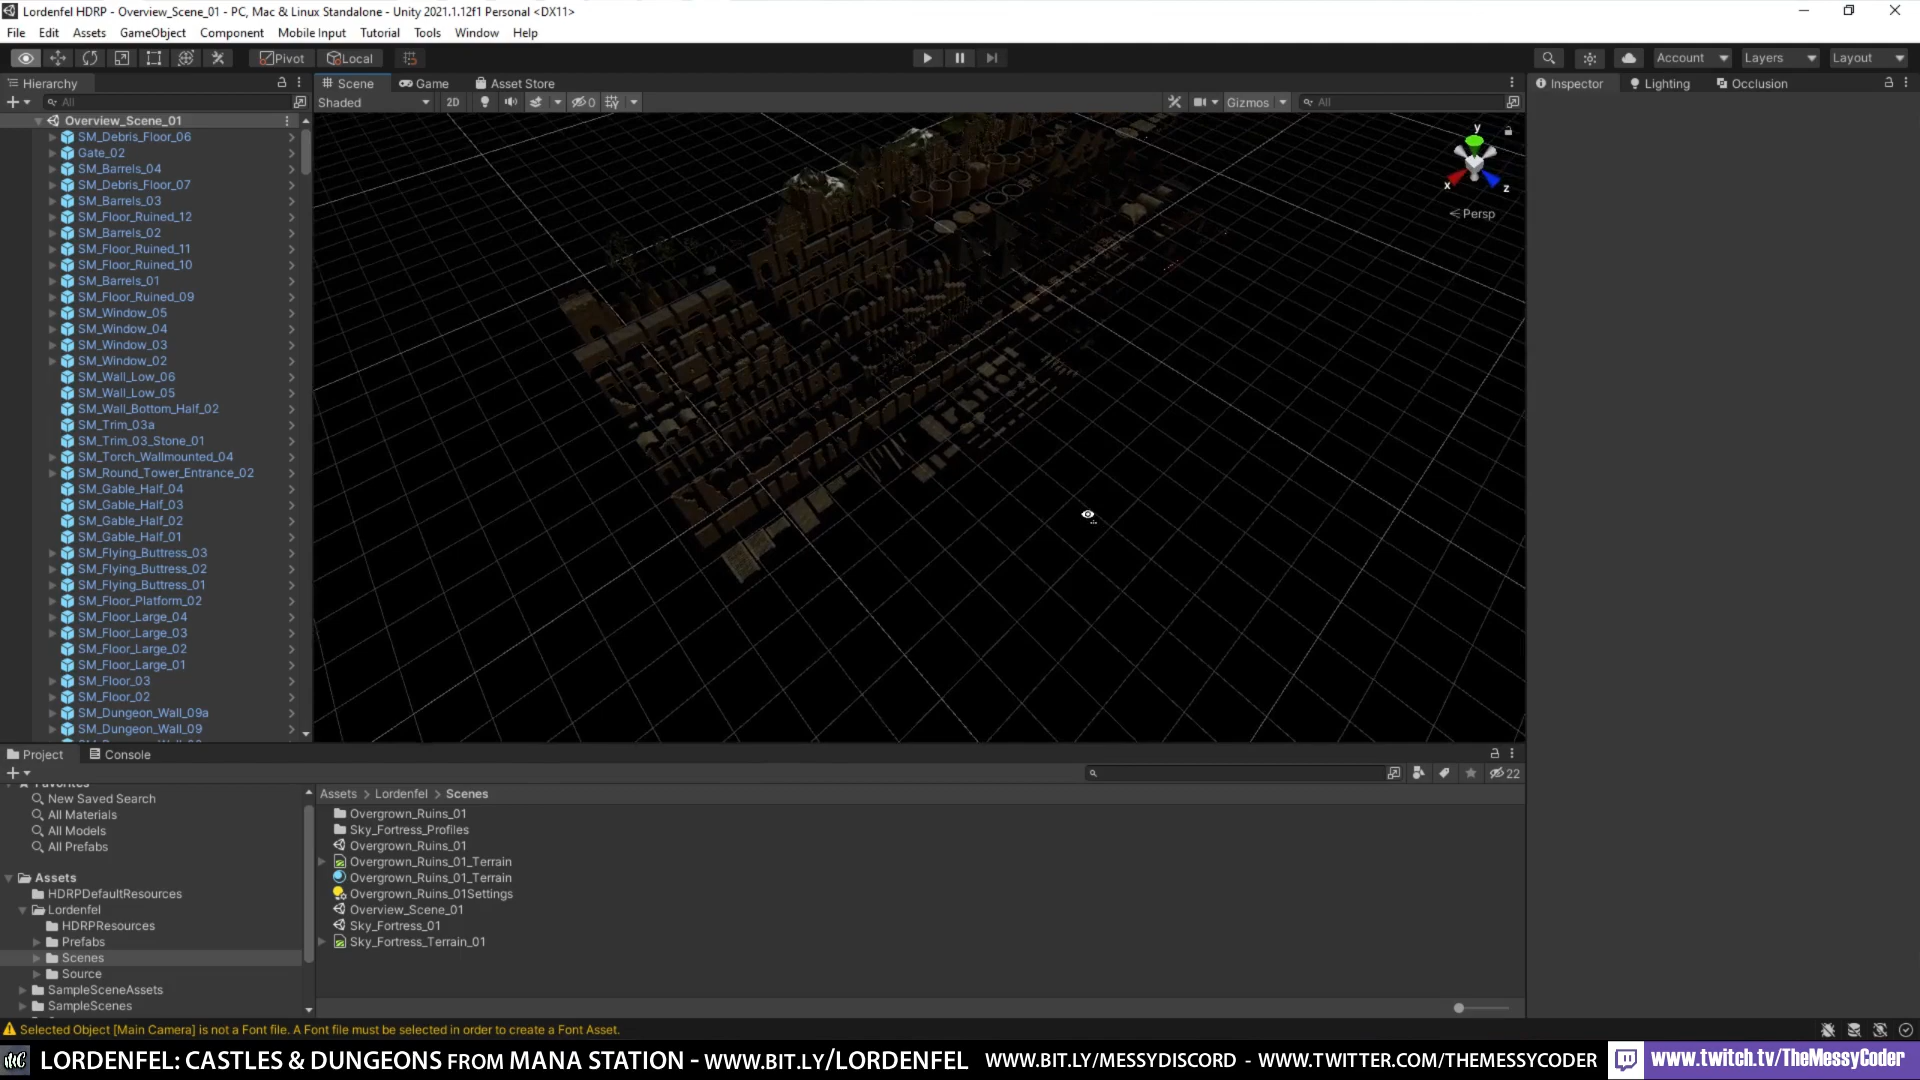 Lordenfel HDRP - Overview_Scene_01 - PC, Mac & Linux Standalone - Unity 2021.1.12f1 Personal <DX11>
File Edit Assets GameObject Component Mobile Input Tutorial Tools Window Help
Pivot Local Account Layers Layout
Hierarchy
All
Overview_Scene_01
SM_Debris_Floor_06
Gate_02
SM_Barrels_04
SM_Debris_Floor_07
SM_Barrels_03
SM_Floor_Ruined_12
SM_Barrels_02
SM_Floor_Ruined_11
SM_Floor_Ruined_10
SM_Barrels_01
SM_Floor_Ruined_09
SM_Window_05
SM_Window_04
SM_Window_03
SM_Window_02
SM_Wall_Low_06
SM_Wall_Low_05
SM_Wall_Bottom_Half_02
SM_Trim_03a
SM_Trim_03_Stone_01
SM_Torch_Wallmounted_04
SM_Round_Tower_Entrance_02
SM_Gable_Half_04
SM_Gable_Half_03
SM_Gable_Half_02
SM_Gable_Half_01
SM_Flying_Buttress_03
SM_Flying_Buttress_02
SM_Flying_Buttress_01
SM_Floor_Platform_02
SM_Floor_Large_04
SM_Floor_Large_03
SM_Floor_Large_02
SM_Floor_Large_01
SM_Floor_03
SM_Floor_02
SM_Dungeon_Wall_09a
SM_Dungeon_Wall_09
Scene Game Asset Store
Shaded 2D 0 Gizmos All
y
x z
Persp
Inspector Lighting Occlusion
Project Console
22
Favorites
New Saved Search
All Materials
All Models
All Prefabs
Assets
HDRPDefaultResources
Lordenfel
HDRPResources
Prefabs
Scenes
Source
SampleSceneAssets
SampleScenes
Assets > Lordenfel > Scenes
Overgrown_Ruins_01
Sky_Fortress_Profiles
Overgrown_Ruins_01
Overgrown_Ruins_01_Terrain
Overgrown_Ruins_01_Terrain
Overgrown_Ruins_01Settings
Overview_Scene_01
Sky_Fortress_01
Sky_Fortress_Terrain_01
Selected Object [Main Camera] is not a Font file. A Font file must be selected in order to create a Font Asset.
LORDENFEL: CASTLES & DUNGEONS FROM MANA STATION - WWW.BIT.LY/LORDENFEL WWW.BIT.LY/MESSYDISCORD - WWW.TWITTER.COM/THEMESSYCODER www.twitch.tv/TheMessyCoder